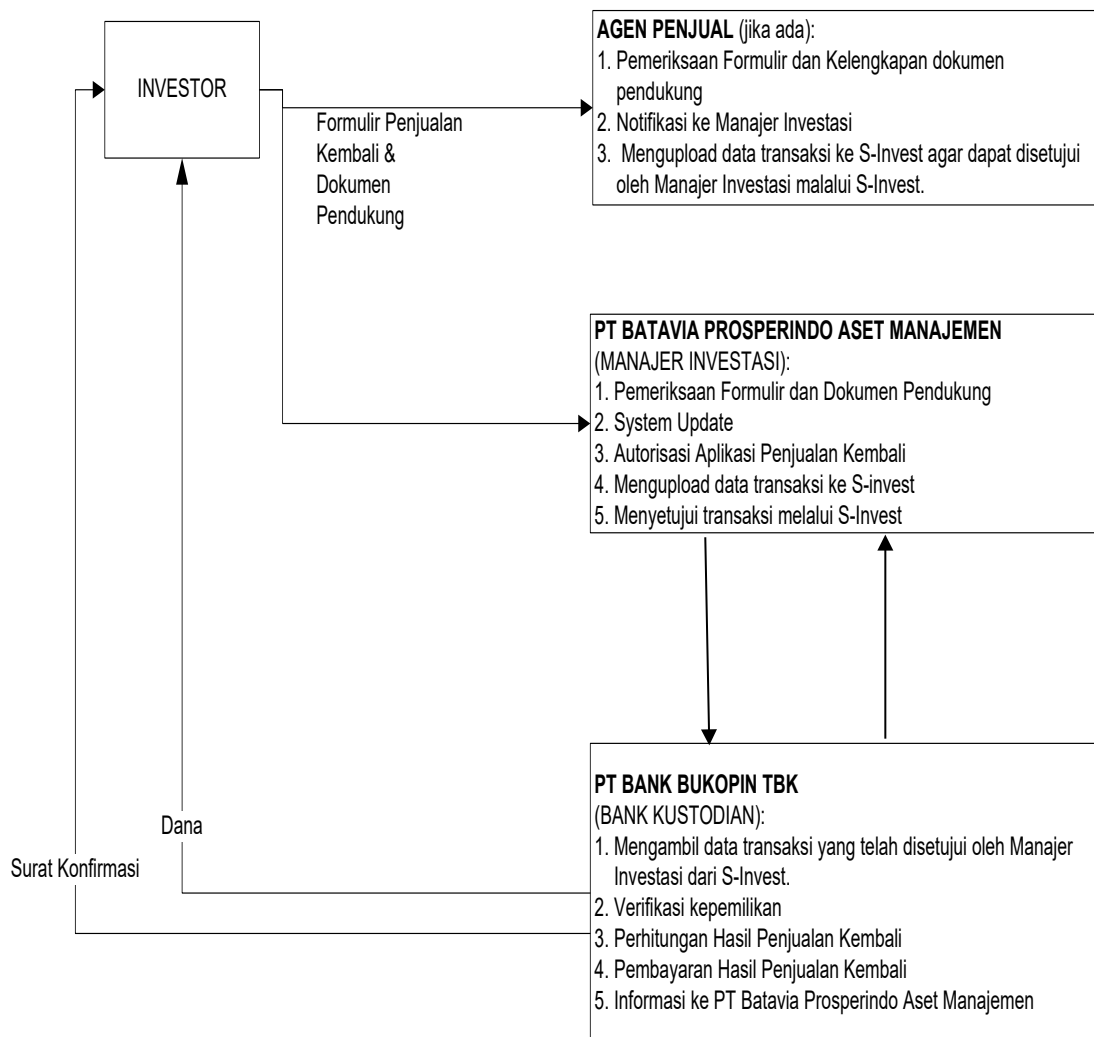 INVESTOR
Formulir Penjualan
Kembali &
Dokumen
Pendukung
AGEN PENJUAL (jika ada):
1. Pemeriksaan Formulir dan Kelengkapan dokumen
pendukung
2. Notifikasi ke Manajer Investasi
3. Mengupload data transaksi ke S-Invest agar dapat disetujui
oleh Manajer Investasi malalui S-Invest.
PT BATAVIA PROSPERINDO ASET MANAJEMEN
(MANAJER INVESTASI):
1. Pemeriksaan Formulir dan Dokumen Pendukung
2. System Update
3. Autorisasi Aplikasi Penjualan Kembali
4. Mengupload data transaksi ke S-invest
5. Menyetujui transaksi melalui S-Invest
PT BANK BUKOPIN TBK
(BANK KUSTODIAN):
1. Mengambil data transaksi yang telah disetujui oleh Manajer
Investasi dari S-Invest.
2. Verifikasi kepemilikan
3. Perhitungan Hasil Penjualan Kembali
4. Pembayaran Hasil Penjualan Kembali
5. Informasi ke PT Batavia Prosperindo Aset Manajemen
Dana
Surat Konfirmasi